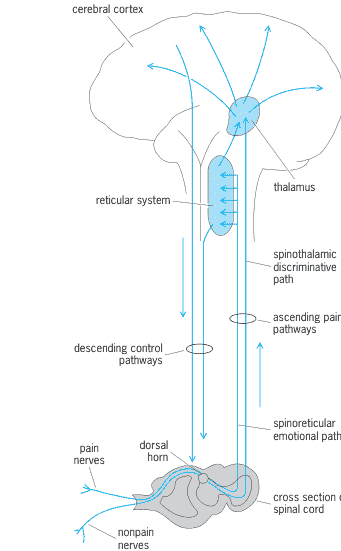 cerebral cortex
thalamus
reticular system
spinothalamic
discriminative
path
ascending pain
pathways
descending control
pathways
spinoreticular
emotional path
dorsal
horn
pain
nerves
cross section
spinal cord
nonpain
nerves